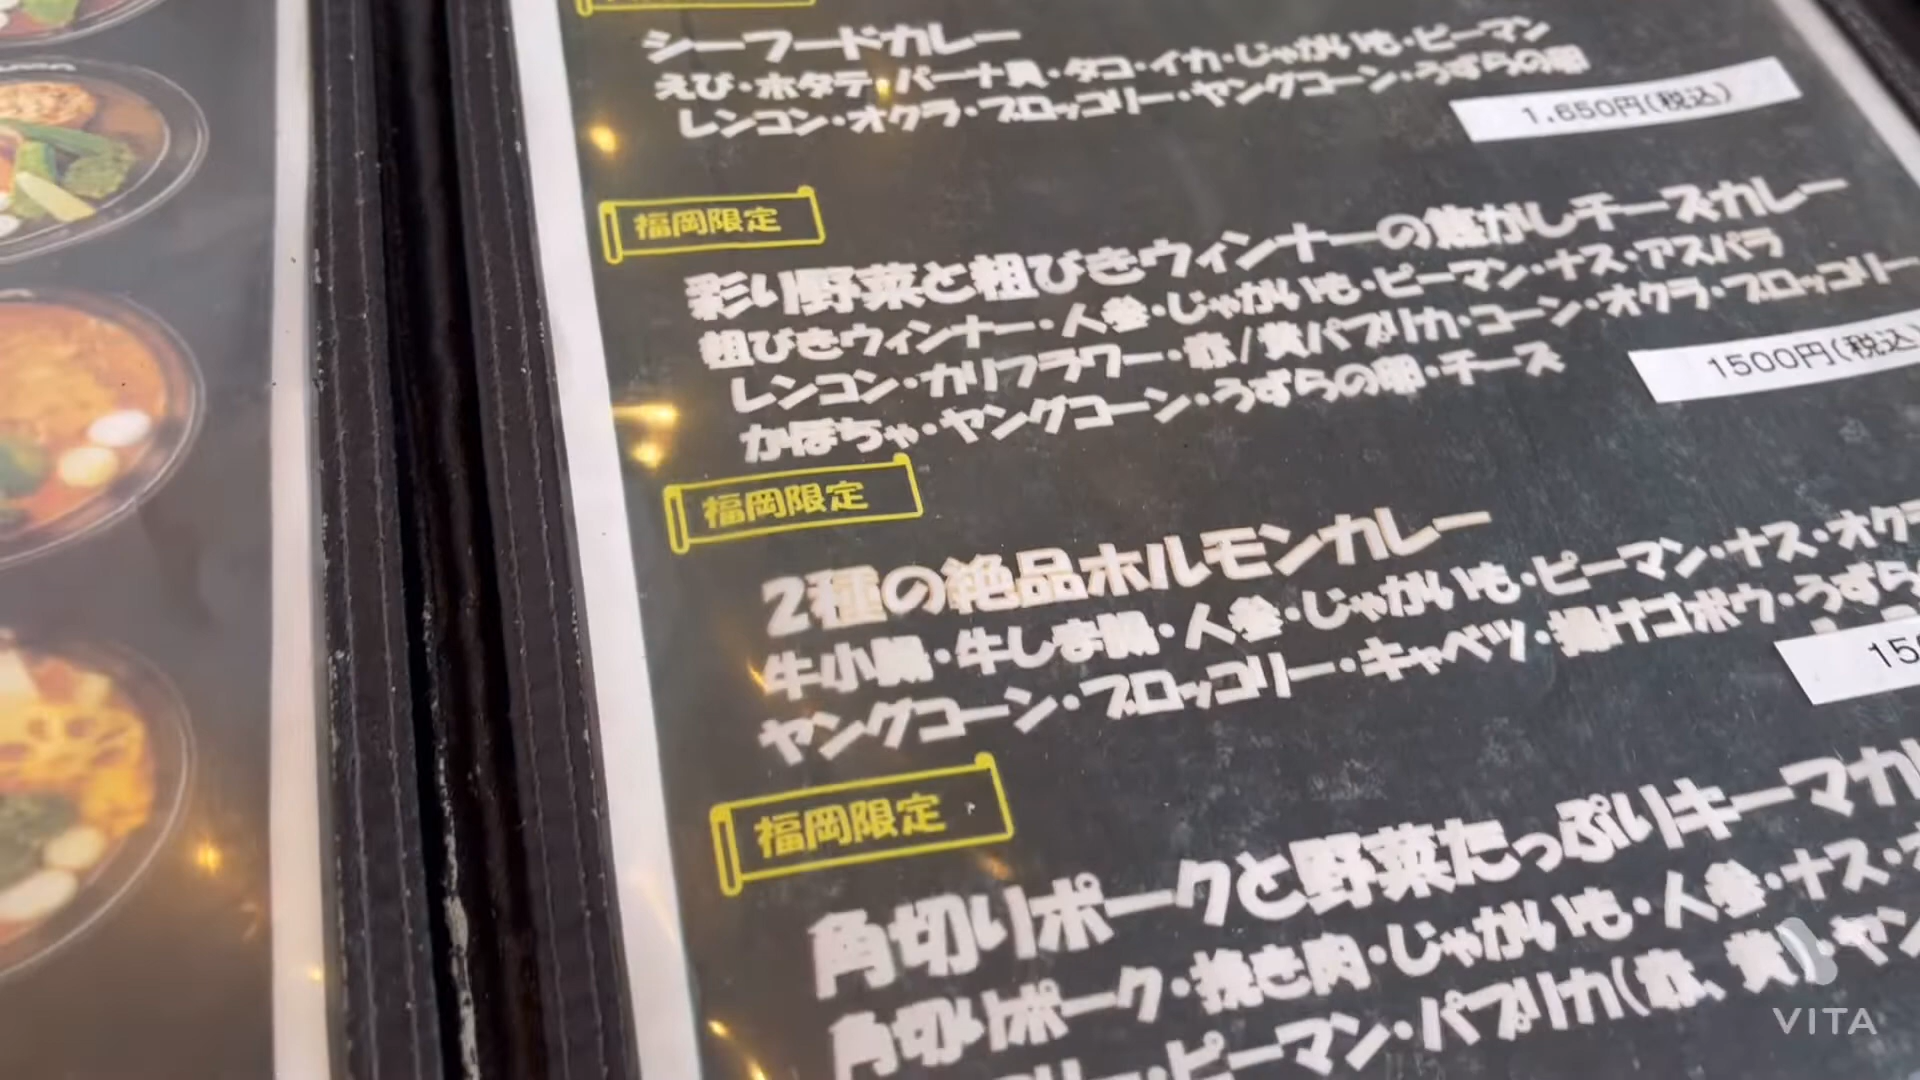 シーフードカレー
えび・ホタテ・パーナ貝・タコ・イカ・じゃがいも・ピーマン
レンコン・オクラ・ブロッコリー・ヤングコーン・うずらの卵
1,650円(税込)
福岡限定
彩り野菜と粗びきウィンナーの焦がしチーズカレー
粗びきウィンナー・人参・じゃがいも・ピーマン・ナス・アスパラ
レンコン・カリフラワー・赤/黄パプリカ・コーン・オクラ・ブロッコリー
かぼちゃ・ヤングコーン・うずらの卵・チーズ
1500円(税込)
福岡限定
2種の絶品ホルモンカレー
牛小腸・牛しま腸・人参・じゃがいも・ピーマン・ナス・オクラ
ヤングコーン・ブロッコリー・キャベツ・揚げゴボウ・うずら
150
福岡限定
角切りポークと野菜たっぷりキーマカレ
角切りポーク・挽き肉・じゃがいも・人参・ナス・オ
リー・ピーマン・パプリカ(赤、黄)・ヤン
VITA